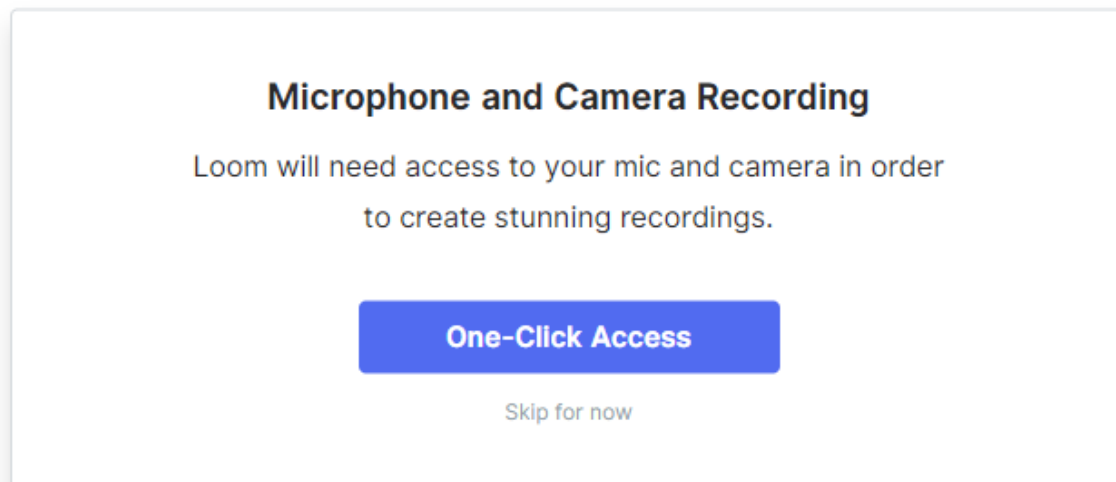 Microphone and Camera Recording
Loom will need access to your mic and camera in order
to create stunning recordings.
One-Click Access
Skip for now